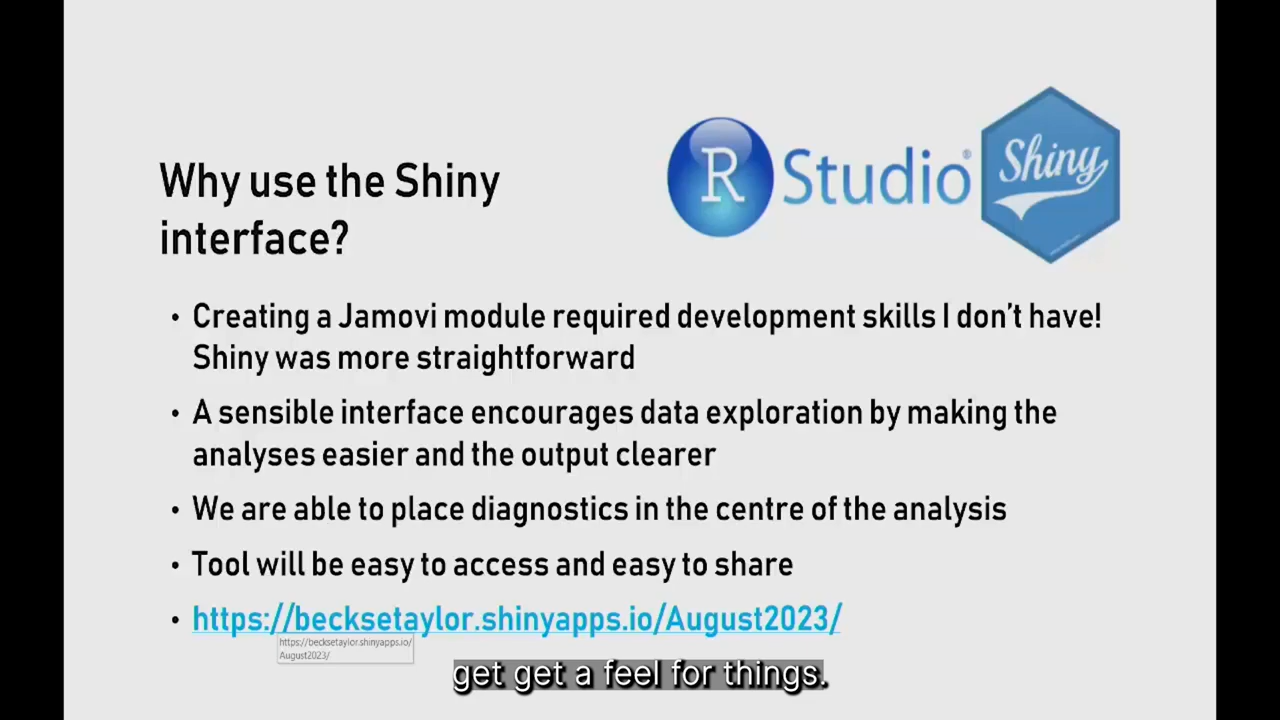 R Studio®
Shiny
Why use the Shiny
interface?
• Creating a Jamovi module required development skills I don't have!
Shiny was more straightforward
• A sensible interface encourages data exploration by making the
analyses easier and the output clearer
• We are able to place diagnostics in the centre of the analysis
• Tool will be easy to access and easy to share
• https://becksetaylor.shinyapps.io/August2023/
https://becksetaylor.shinyapps.io/
August2023/
get get a feel for things.